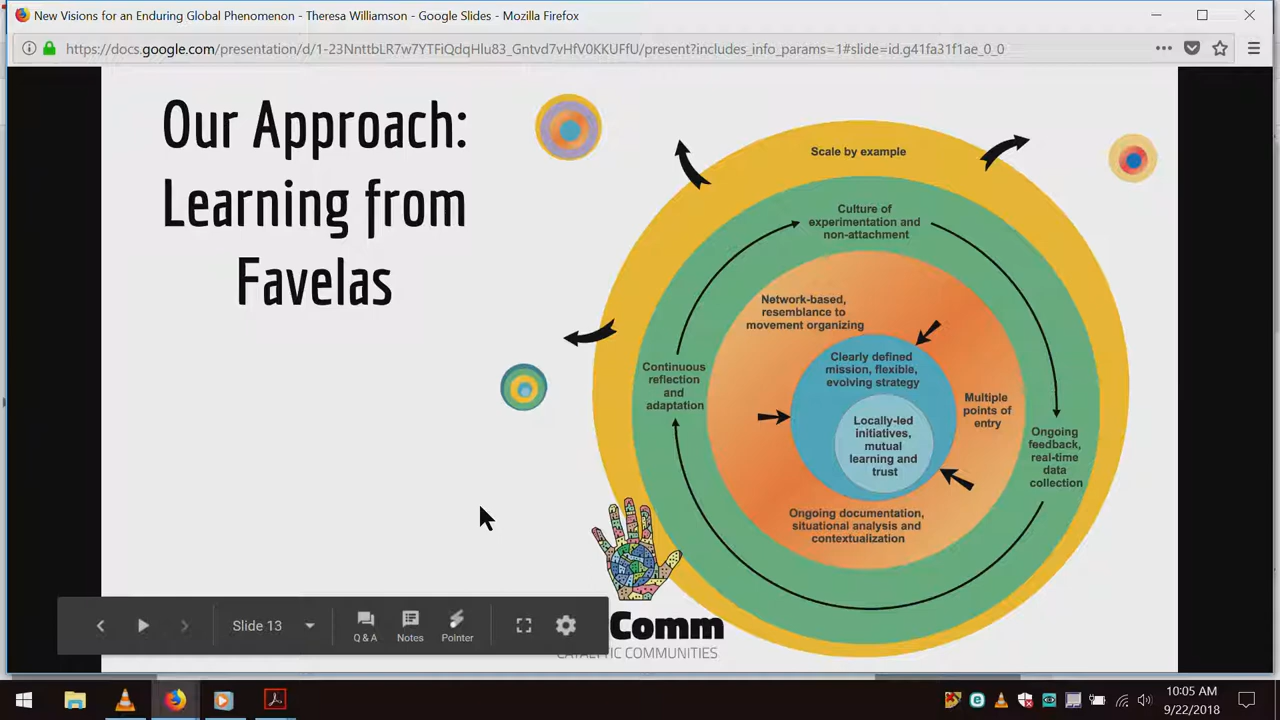 New Visions for an Enduring Global Phenomenon - Theresa Williamson - Google Slides - Mozilla Firefox
https://docs.google.com/presentation/d/1-23NnttbLR7w7YTFiQdqHlu83_Gntvd7vHfV0KKUFfU/present?includes_info_params=1#slide=id.g41fa31f1ae_0_0
Our Approach:
Learning from
Favelas
Scale by example
Culture of
experimentation and
non-attachment
Network-based,
resemblance to
movement organizing
Clearly defined
mission, flexible,
evolving strategy
Continuous
reflection
and
adaptation
Multiple
points of
entry
Locally-led
initiatives,
mutual
learning and
trust
Ongoing
feedback,
real-time
data
collection
Ongoing documentation,
situational analysis and
contextualization
Slide 13
Q & A
Notes
Pointer
Comm
CATALYTIC COMMUNITIES
10:05 AM
9/22/2018